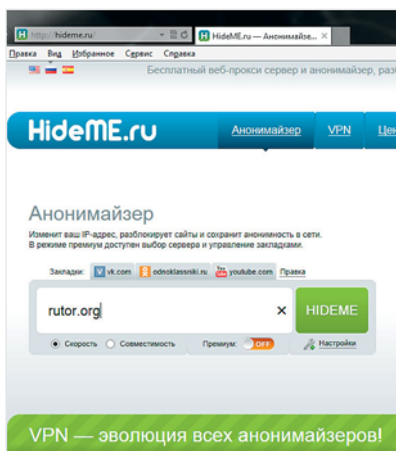 http://hideme.ru/ HideME.ru — Анонимайзе...
Правка Вид Избранное Сервис Справка
Бесплатный веб-прокси сервер и анонимайзер, раз
HideME.ru Анонимайзер VPN Цен
Анонимайзер
Изменит ваш IP-адрес, разблокирует сайты и сохранит анонимность в сети.
В режиме премиум доступен выбор сервера и управление закладками.
Закладки: vk.com odnoklassniki.ru youtube.com Правка
rutor.org HIDEME
Скорость Совместимость Премиум: OFF Настройки
VPN — эволюция всех анонимайзеров!